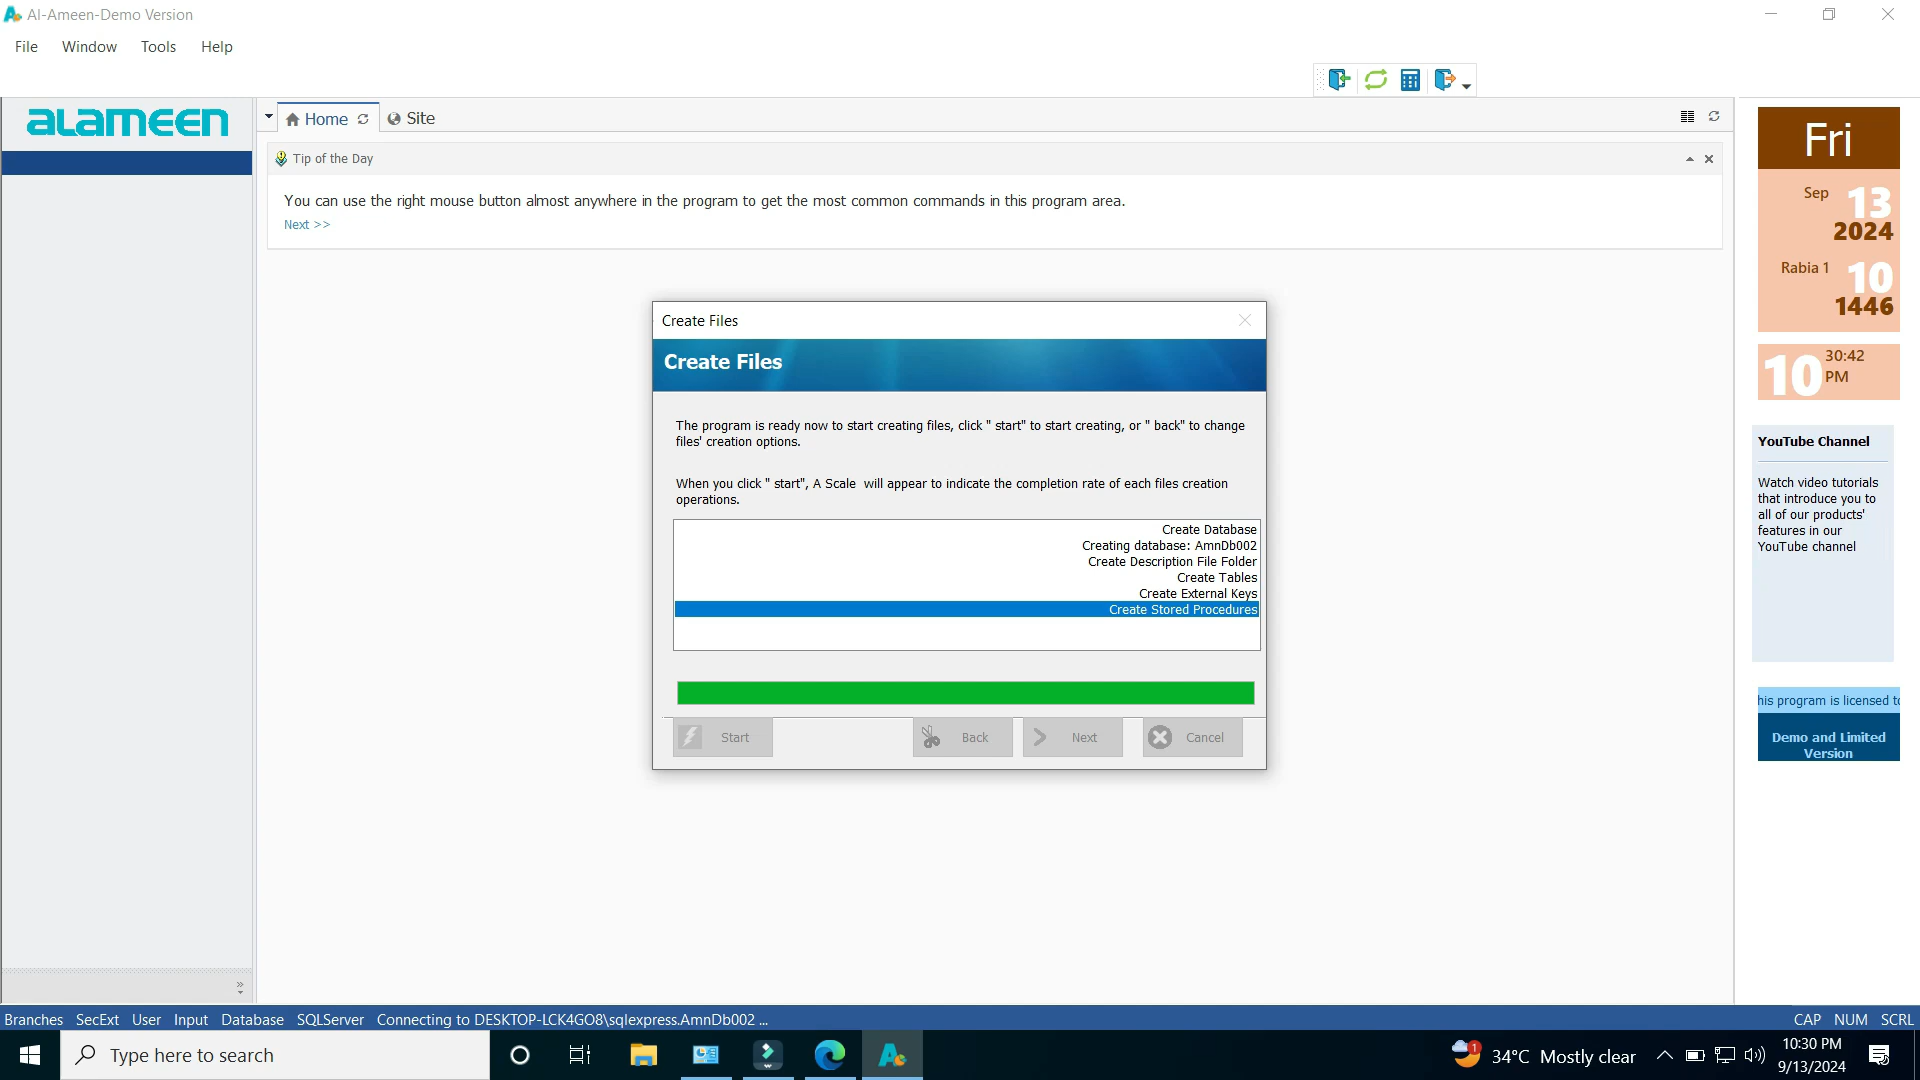 Al-Ameen-Demo Version
File Window Tools Help
alameen
Home
Site
Tip of the Day
You can use the right mouse button almost anywhere in the program to get the most common commands in this program area.
Next >>
Create Files
Create Files
The program is ready now to start creating files, click " start" to start creating, or " back" to change
files' creation options.
When you click " start", A Scale will appear to indicate the completion rate of each files creation
operations.
Create Database
Creating database: AmnDb002
Create Description File Folder
Create Tables
Create External Keys
Create Stored Procedures
Start
Back
Next
Cancel
Fri
Sep 13
2024
Rabia 1 10
1446
10 30:42
PM
YouTube Channel
Watch video tutorials
that introduce you to
all of our products'
features in our
YouTube channel
his program is licensed to
Demo and Limited
Version
Branches SecExt User Input Database SQLServer Connecting to DESKTOP-LCK4GO8\sqlexpress.AmnDb002 ...
CAP NUM SCRL
Type here to search
1
34°C Mostly clear
10:30 PM
9/13/2024